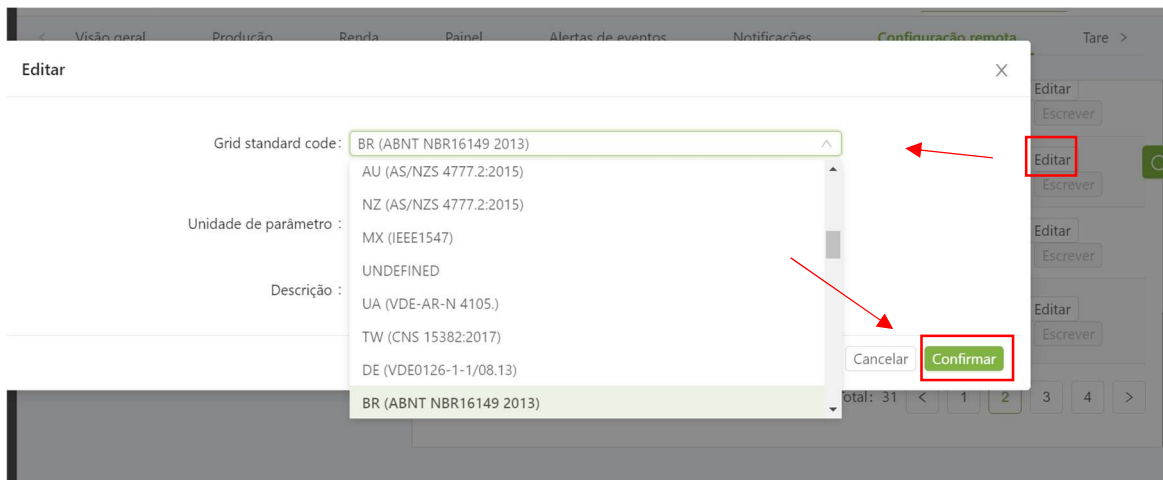 < Visão geral Produção Renda Painel Alertas de eventos Notificações Configuração remota Tare >
Editar X
Editar
Escrever
Grid standard code: BR (ABNT NBR16149 2013)
Editar
Escrever
AU (AS/NZS 4777.2:2015)
NZ (AS/NZS 4777.2:2015)
Unidade de parâmetro :
MX (IEEE1547)
Editar
Escrever
UNDEFINED
Descrição :
UA (VDE-AR-N 4105.)
Editar
Escrever
TW (CNS 15382:2017)
Cancelar Confirmar
DE (VDE0126-1-1/08.13)
BR (ABNT NBR16149 2013)
otal: 31 < 1 2 3 4 >